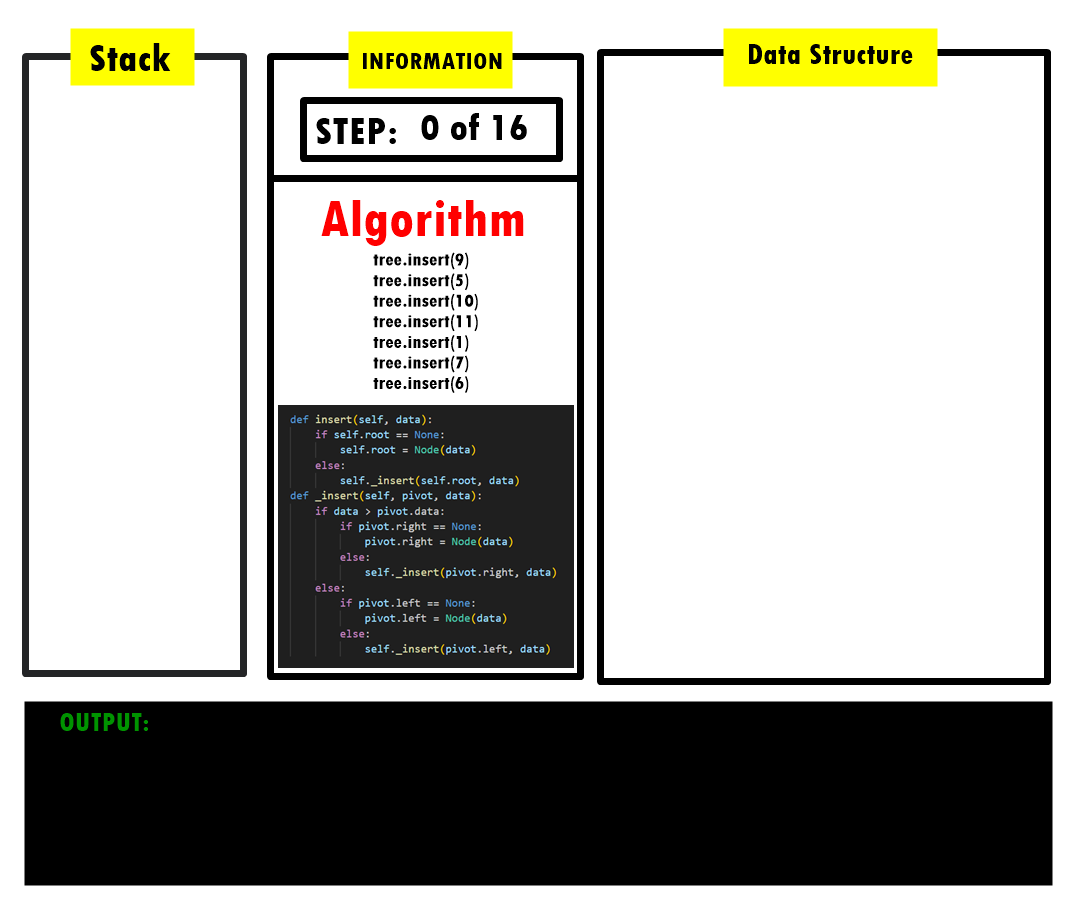 Stack
INFORMATION
Data Structure
STEP: 0 of 16
Algorithm
tree.insert(9)
tree.insert(5)
tree.insert(10)
tree.insert(11)
tree.insert(1)
tree.insert(7)
tree.insert(6)
def insert(self, data):
    if self.root == None:
        self.root = Node(data)
    else:
        self._insert(self.root, data)
def _insert(self, pivot, data):
    if data > pivot.data:
        if pivot.right == None:
            pivot.right = Node(data)
        else:
            self._insert(pivot.right, data)
    else:
        if pivot.left == None:
            pivot.left = Node(data)
        else:
            self._insert(pivot.left, data)
OUTPUT: